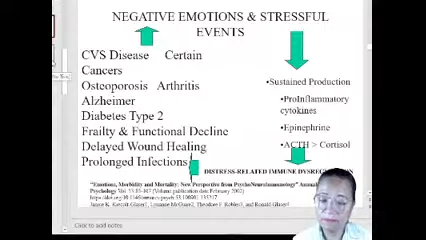 NEGATIVE EMOTIONS & STRESSFUL
EVENTS
CVS Disease Certain
Cancers
Osteoporosis Arthritis
Alzheimer
Diabetes Type 2
Frailty & Functional Decline
Delayed Wound Healing
Prolonged Infections
•Sustained Production
•ProInflammatory
cytokines
•Epinephrine
•ACTH > Cortisol
DISTRESS-RELATED IMMUNE
"Emotions, Morbidity and Mortality: New Perspective from PsychoNeuroimmunology" Annual
Psychology
Click to add notes